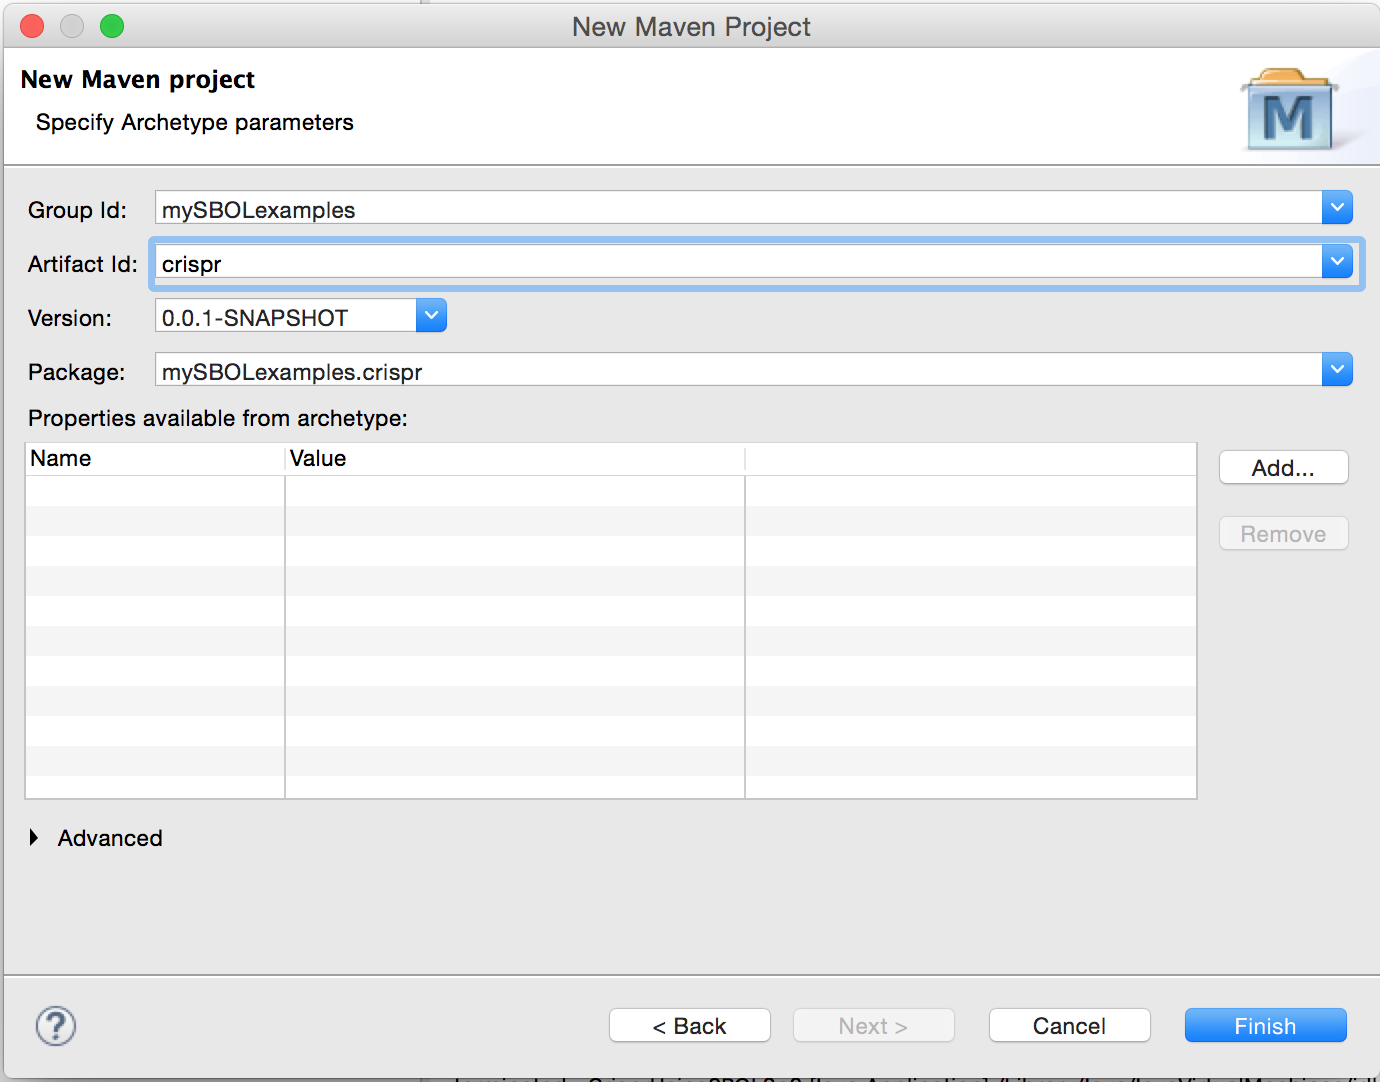 New Maven Project
New Maven project
Specify Archetype parameters
M
Group Id: mySBOLexamples
Artifact Id: crispr
Version: 0.0.1-SNAPSHOT
Package: mySBOLexamples.crispr
Properties available from archetype:
Name Value
Add...
Remove
Advanced
? < Back Next > Cancel Finish